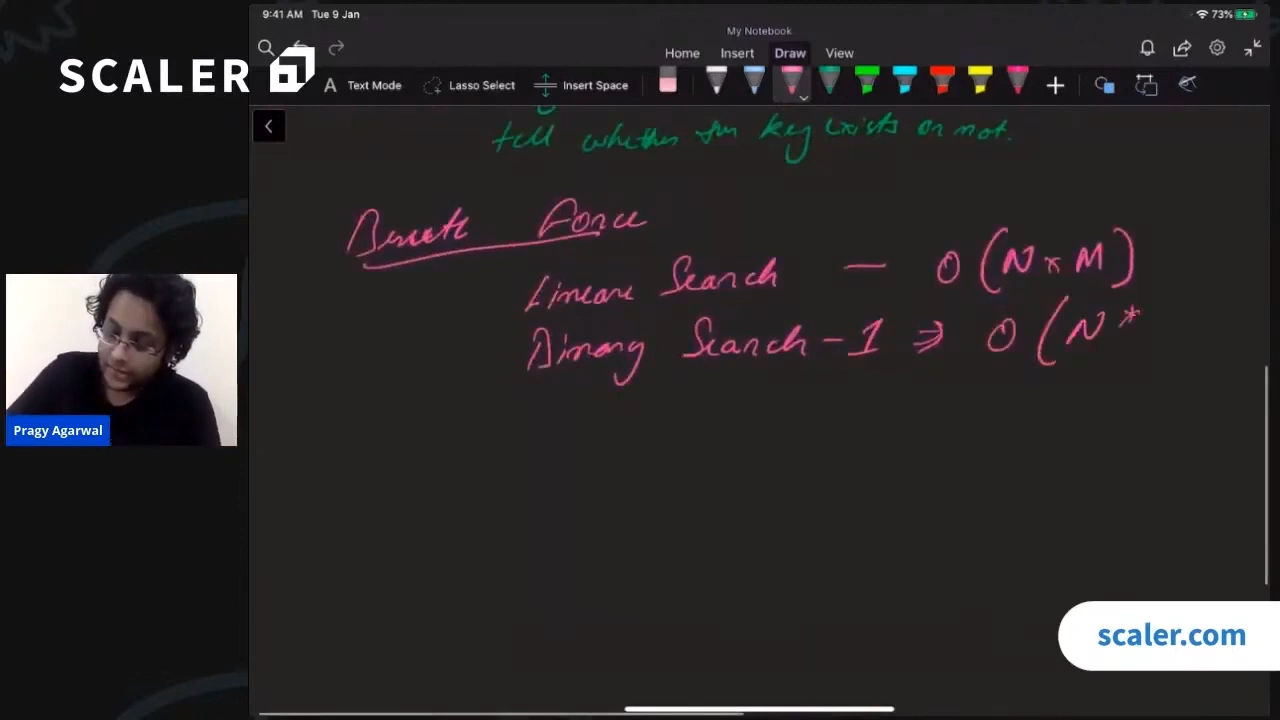 9:41 AM Tue 9 Jan
73%
My Notebook
SCALER
Home Insert Draw View
A Text Mode Lasso Select Insert Space
tell whether the key exists or not.
Brute Force
Linear Search — O(N × M)
Binary Search - 1 ⇒ O(N *
Pragy Agarwal
scaler.com